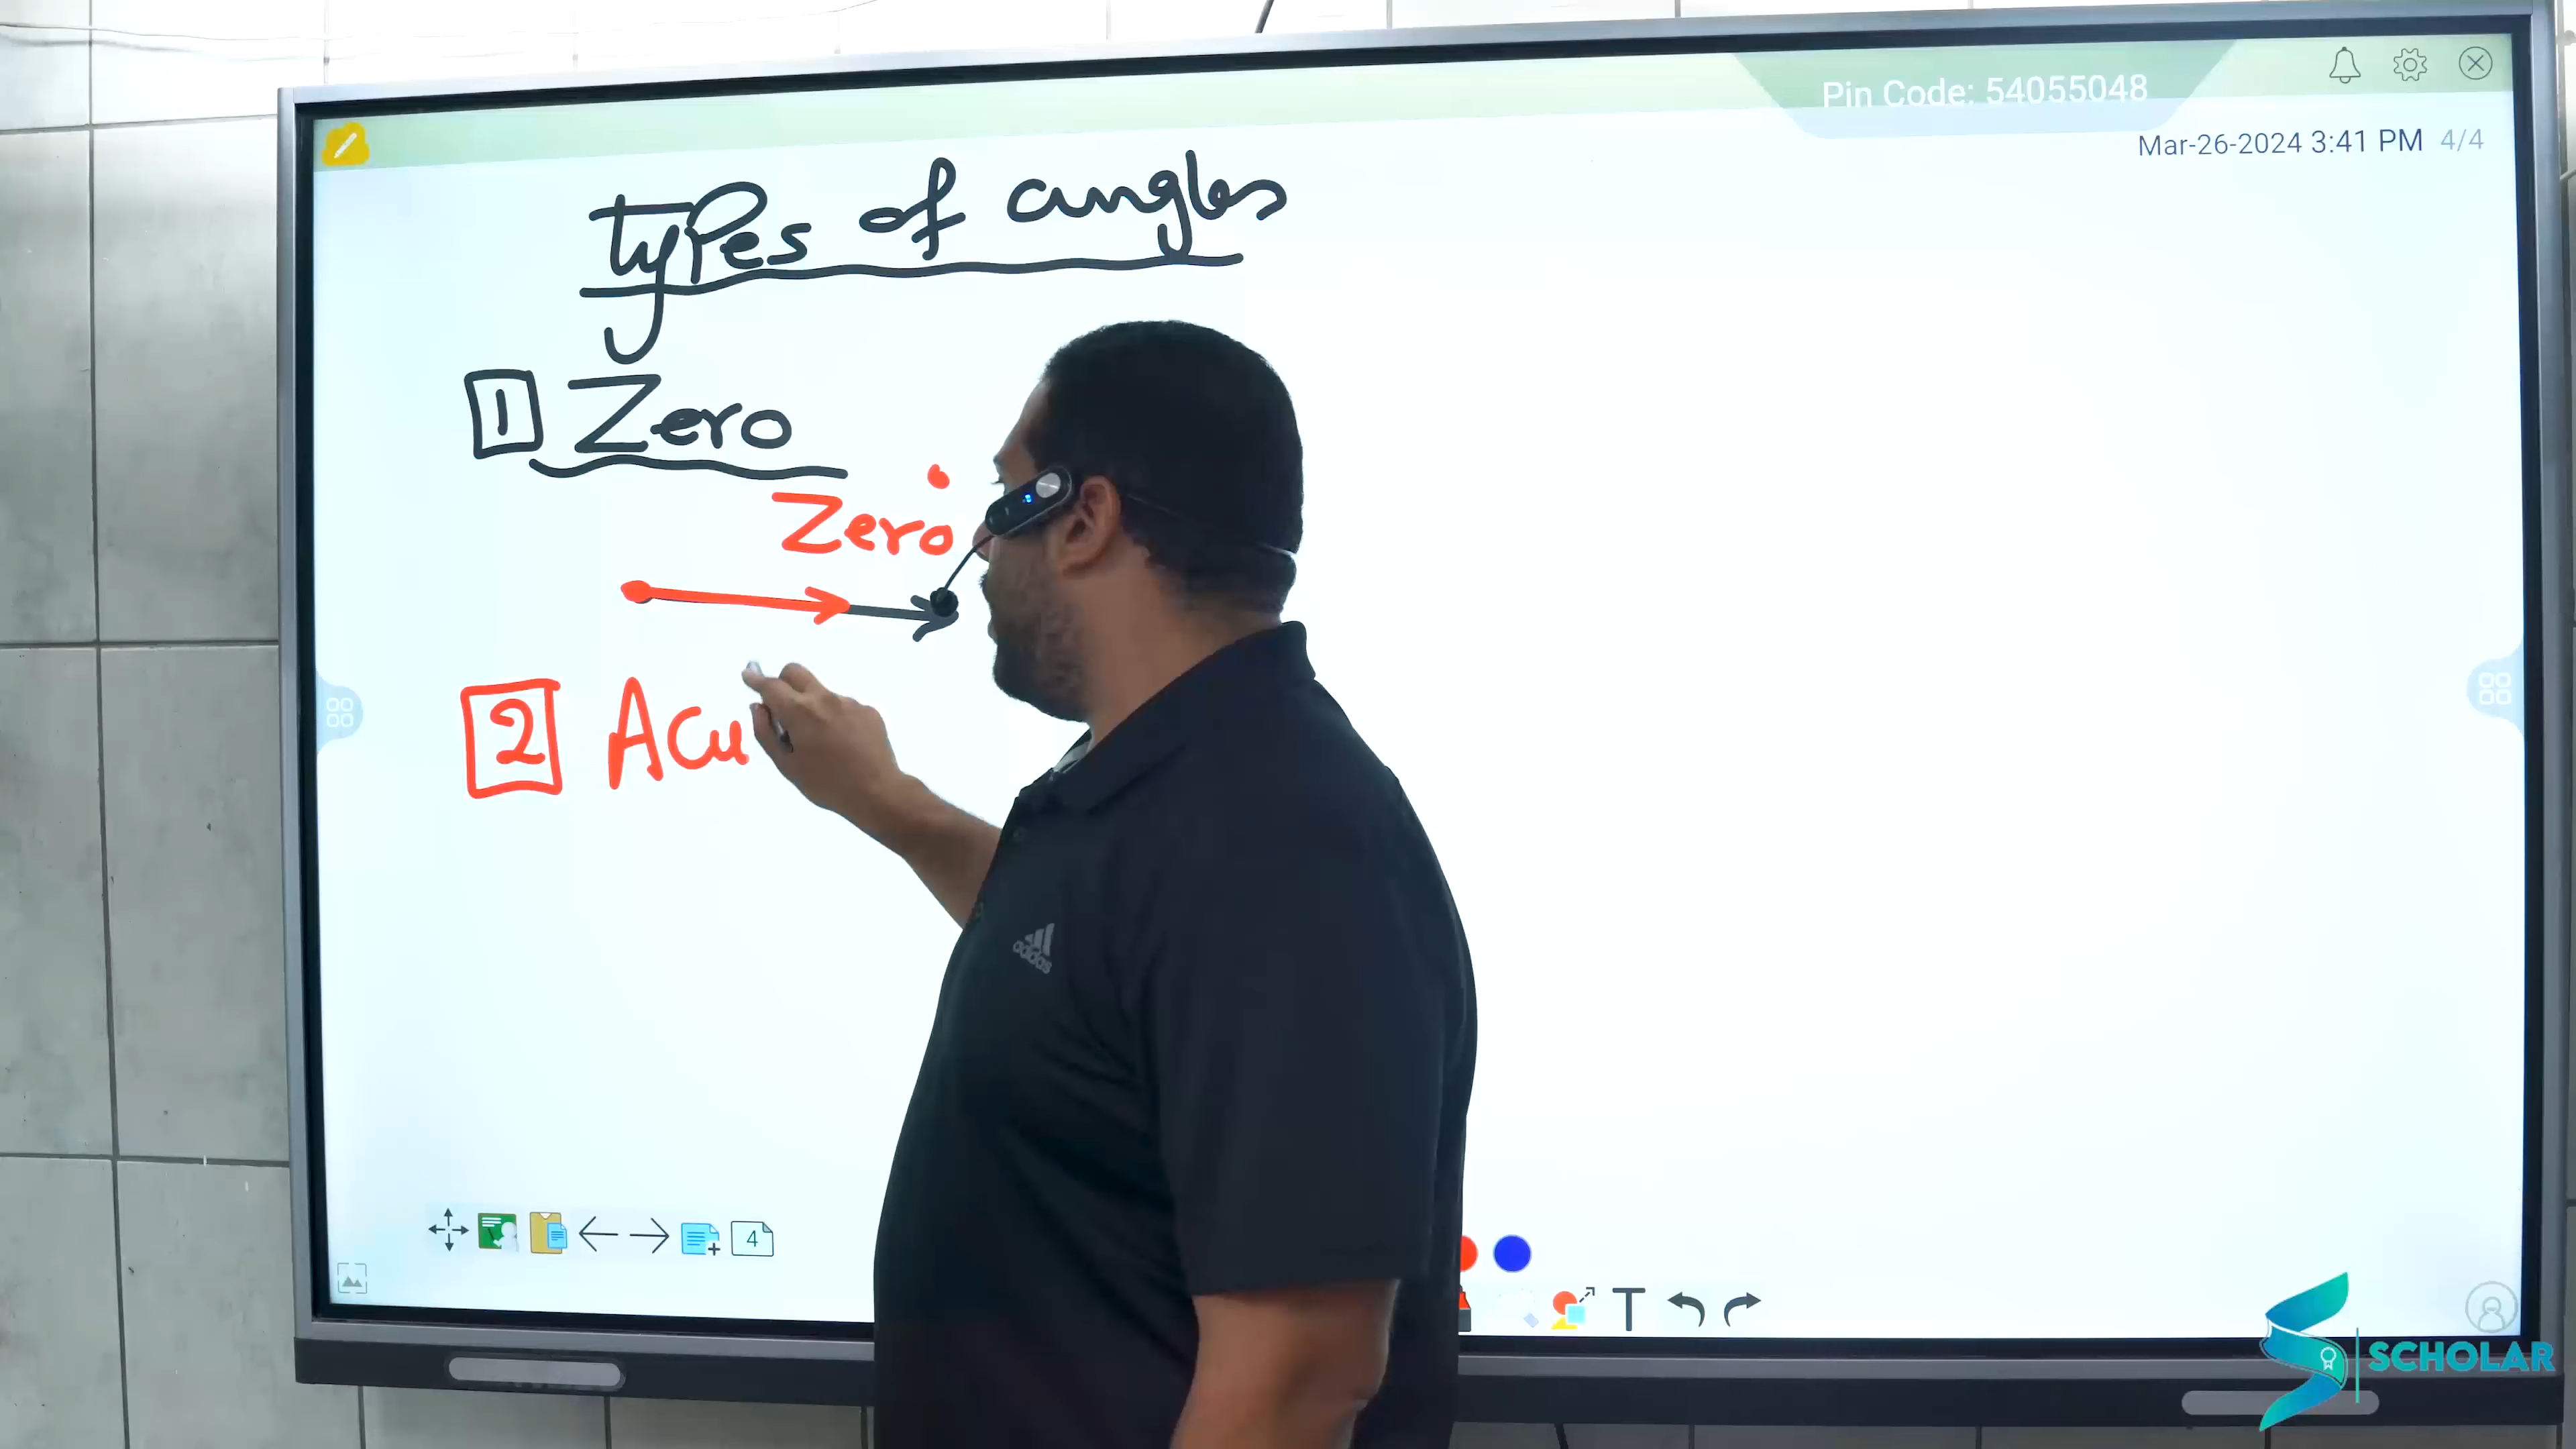 Pin Code: 54055048
Mar-26-2024 3:41 PM 4/4
types of angles
1 Zero
Zero
2 Acu
adidas
4
T
SCHOLAR